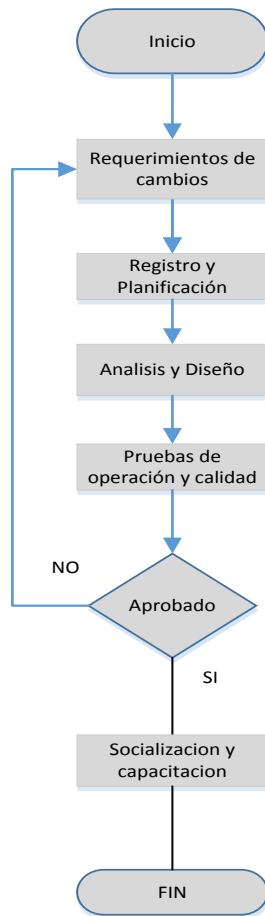 Inicio
Requerimientos de
cambios
Registro y
Planificación
Analisis y Diseño
Pruebas de
operación y calidad
NO
Aprobado
SI
Socializacion y
capacitacion
FIN